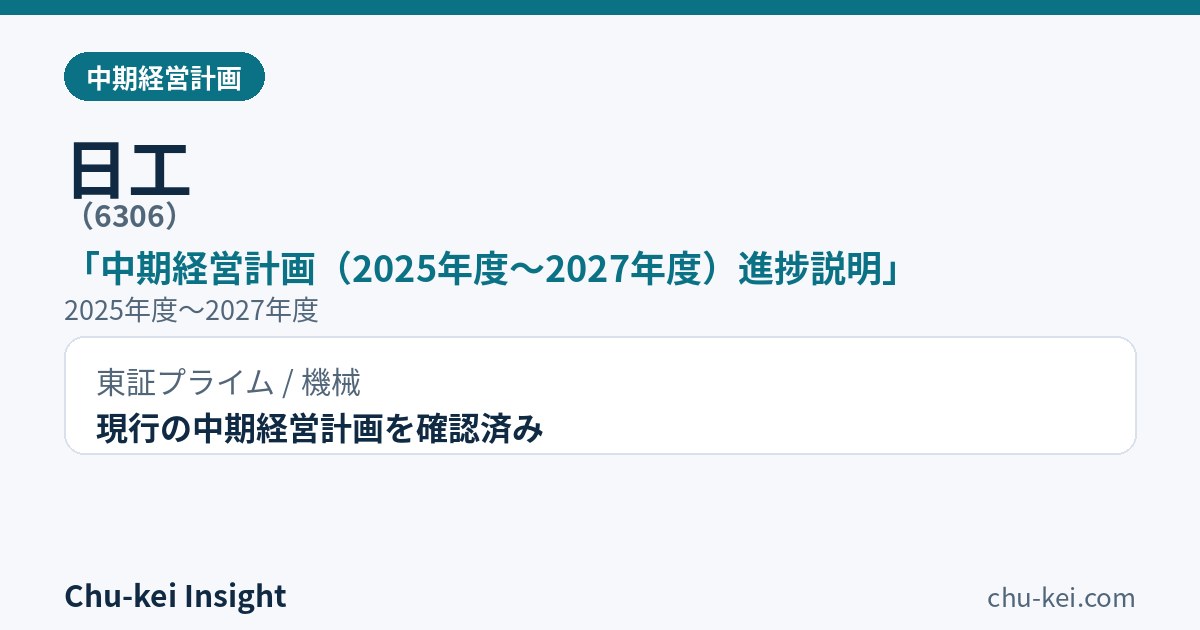 中期経営計画
日工
（6306）
「中期経営計画（2025年度～2027年度）進捗説明」
2025年度～2027年度
東証プライム / 機械
現行の中期経営計画を確認済み
Chu-kei Insight
chu-kei.com